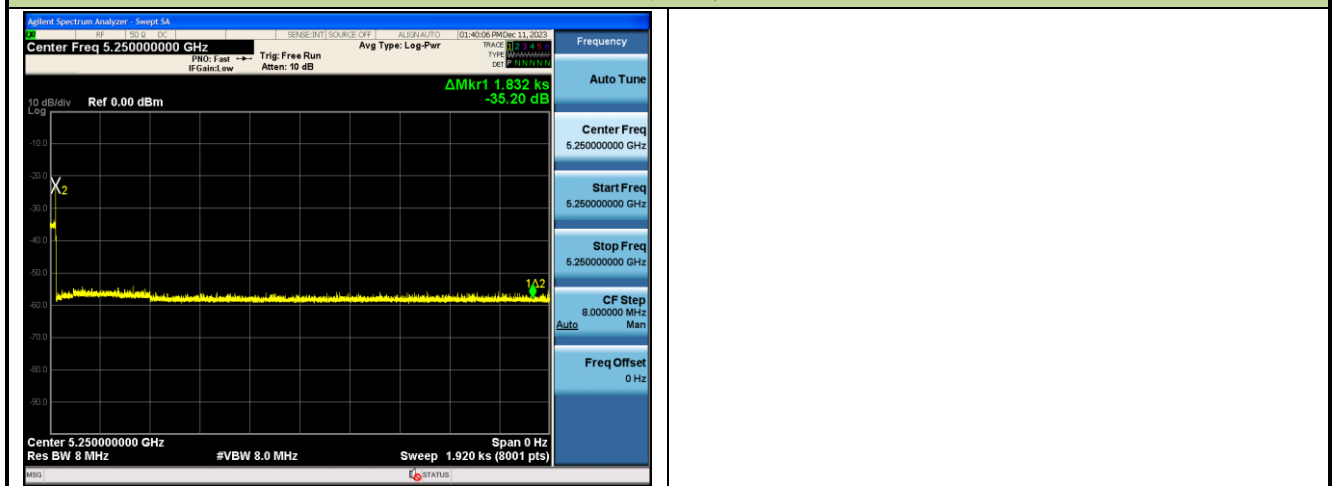 Agilent Spectrum Analyzer - Swept SA
RF 50 Ω DC SENSE:INT SOURCE OFF ALIGN AUTO 01:40:06 PM Dec 11, 2023
Center Freq 5.250000000 GHz
PNO: Fast
IFGain:Low
Trig: Free Run
Atten: 10 dB
Avg Type: Log-Pwr
TRACE 1 2 3 4 5 6
TYPE
DET P N N N N N
ΔMkr1 1.832 ks
-35.20 dB
10 dB/div Ref 0.00 dBm
Log
-10.0
-20.0
-30.0
-40.0
-50.0
-60.0
-70.0
-80.0
-90.0
2
1Δ2
Center 5.250000000 GHz Span 0 Hz
Res BW 8 MHz #VBW 8.0 MHz Sweep 1.920 ks (8001 pts)
MSG STATUS
Frequency
Auto Tune
Center Freq
5.250000000 GHz
Start Freq
5.250000000 GHz
Stop Freq
5.250000000 GHz
CF Step
8.000000 MHz
Auto Man
Freq Offset
0 Hz